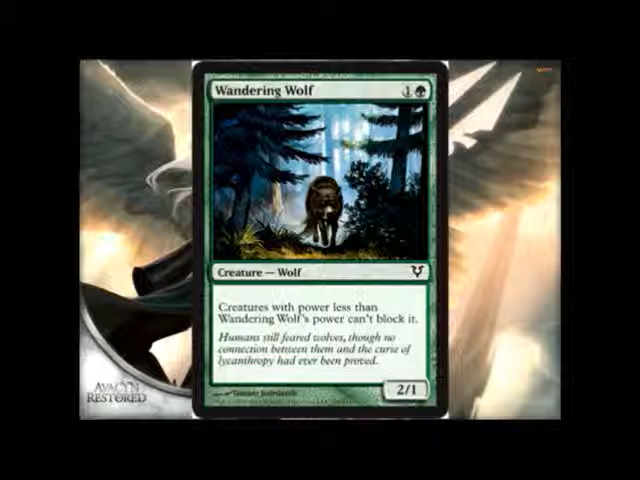 Wandering Wolf 1
Creature — Wolf
Creatures with power less than
Wandering Wolf's power can't block it.
Humans still feared wolves, though no
connection between them and the curse of
lycanthropy had ever been proved.
2/1
AVACYN
RESTORED